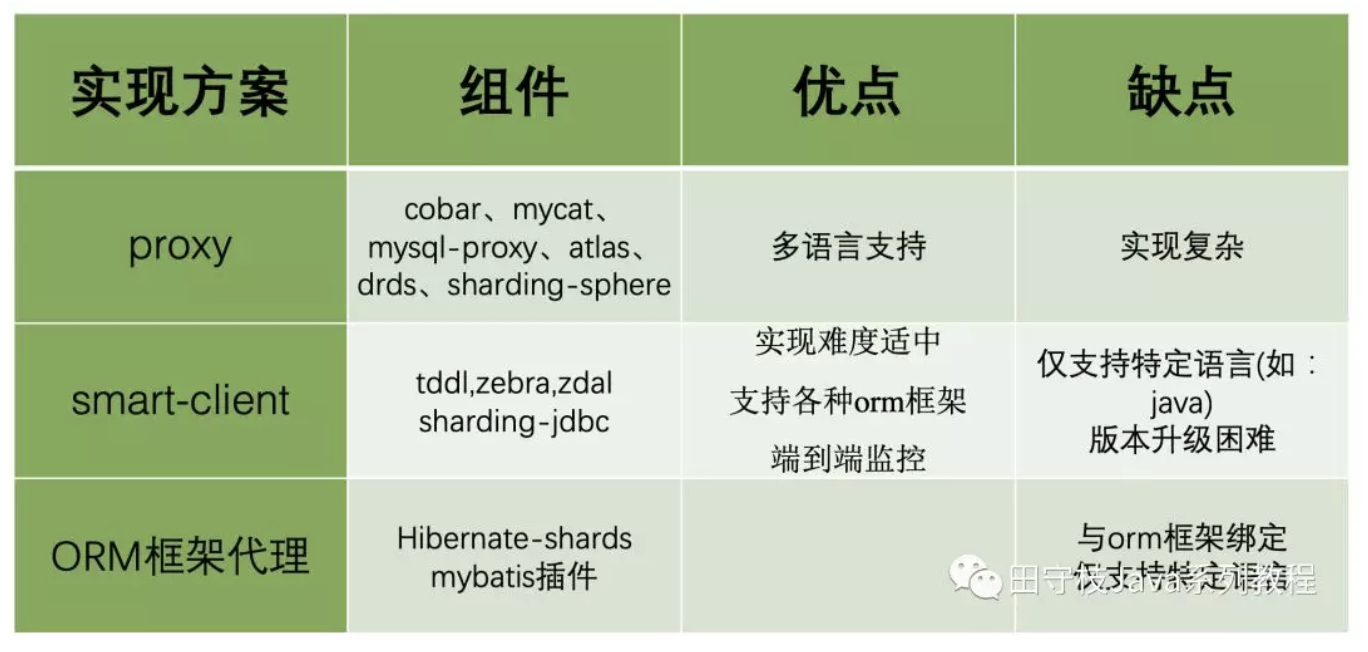 实现方案 组件 优点 缺点
proxy
cobar、mycat、
mysql-proxy、atlas、
drds、sharding-sphere
多语言支持
实现复杂
smart-client
tddl,zebra,zdal
sharding-jdbc
实现难度适中
支持各种orm框架
端到端监控
仅支持特定语言(如：
java)
版本升级困难
ORM框架代理
Hibernate-shards
mybatis插件
与orm框架绑定
仅支持特定语言
田守枝Java系列教程